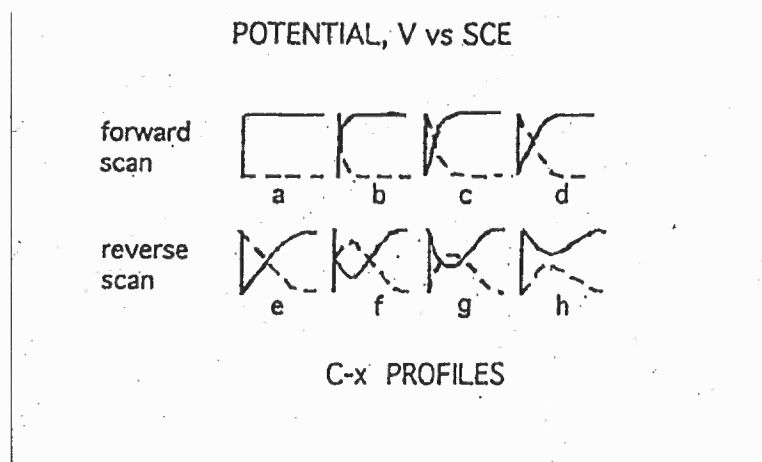 POTENTIAL, V vs SCE
forward
scan
a b c d
reverse
scan
e f g h
C-x PROFILES